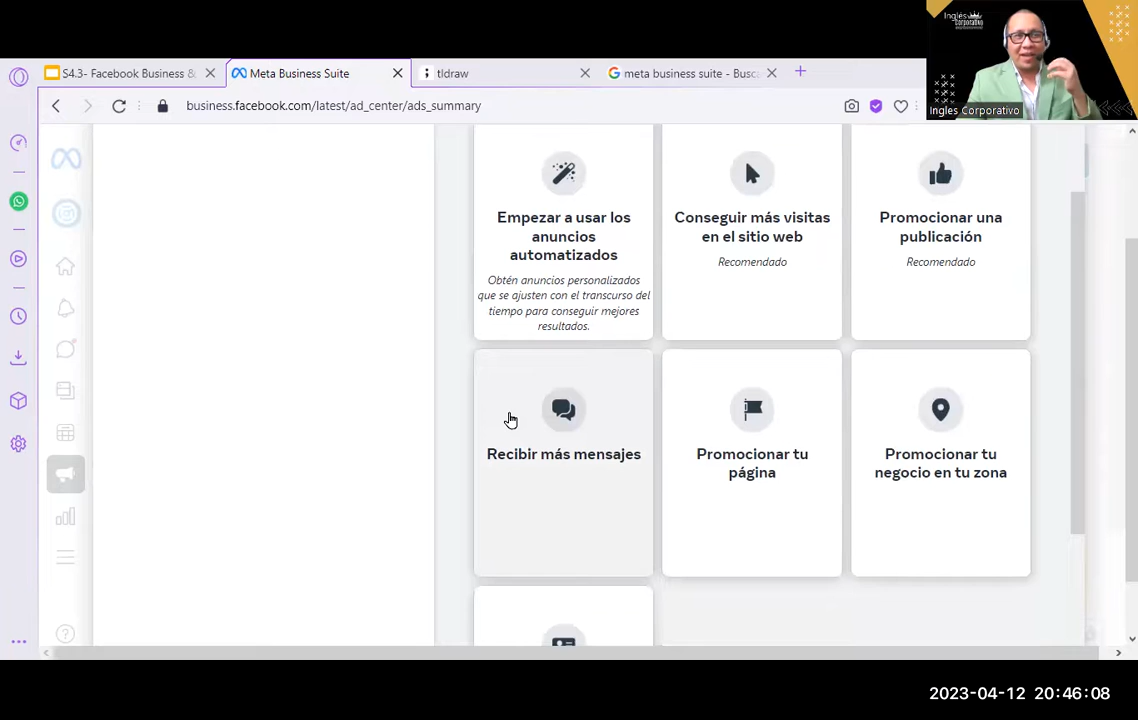 Inglés
Corporativo
Ingles Corporativo
S4.3- Facebook Business &
Meta Business Suite
tldraw
meta business suite - Busca
business.facebook.com/latest/ad_center/ads_summary
Empezar a usar los
anuncios
automatizados
Obtén anuncios personalizados
que se ajusten con el transcurso del
tiempo para conseguir mejores
resultados.
Conseguir más visitas
en el sitio web
Recomendado
Promocionar una
publicación
Recomendado
Recibir más mensajes
Promocionar tu
página
Promocionar tu
negocio en tu zona
2023-04-12 20:46:08